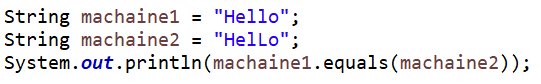 String machaine1 = "Hello";
String machaine2 = "HelLo";
System.out.println(machaine1.equals(machaine2));